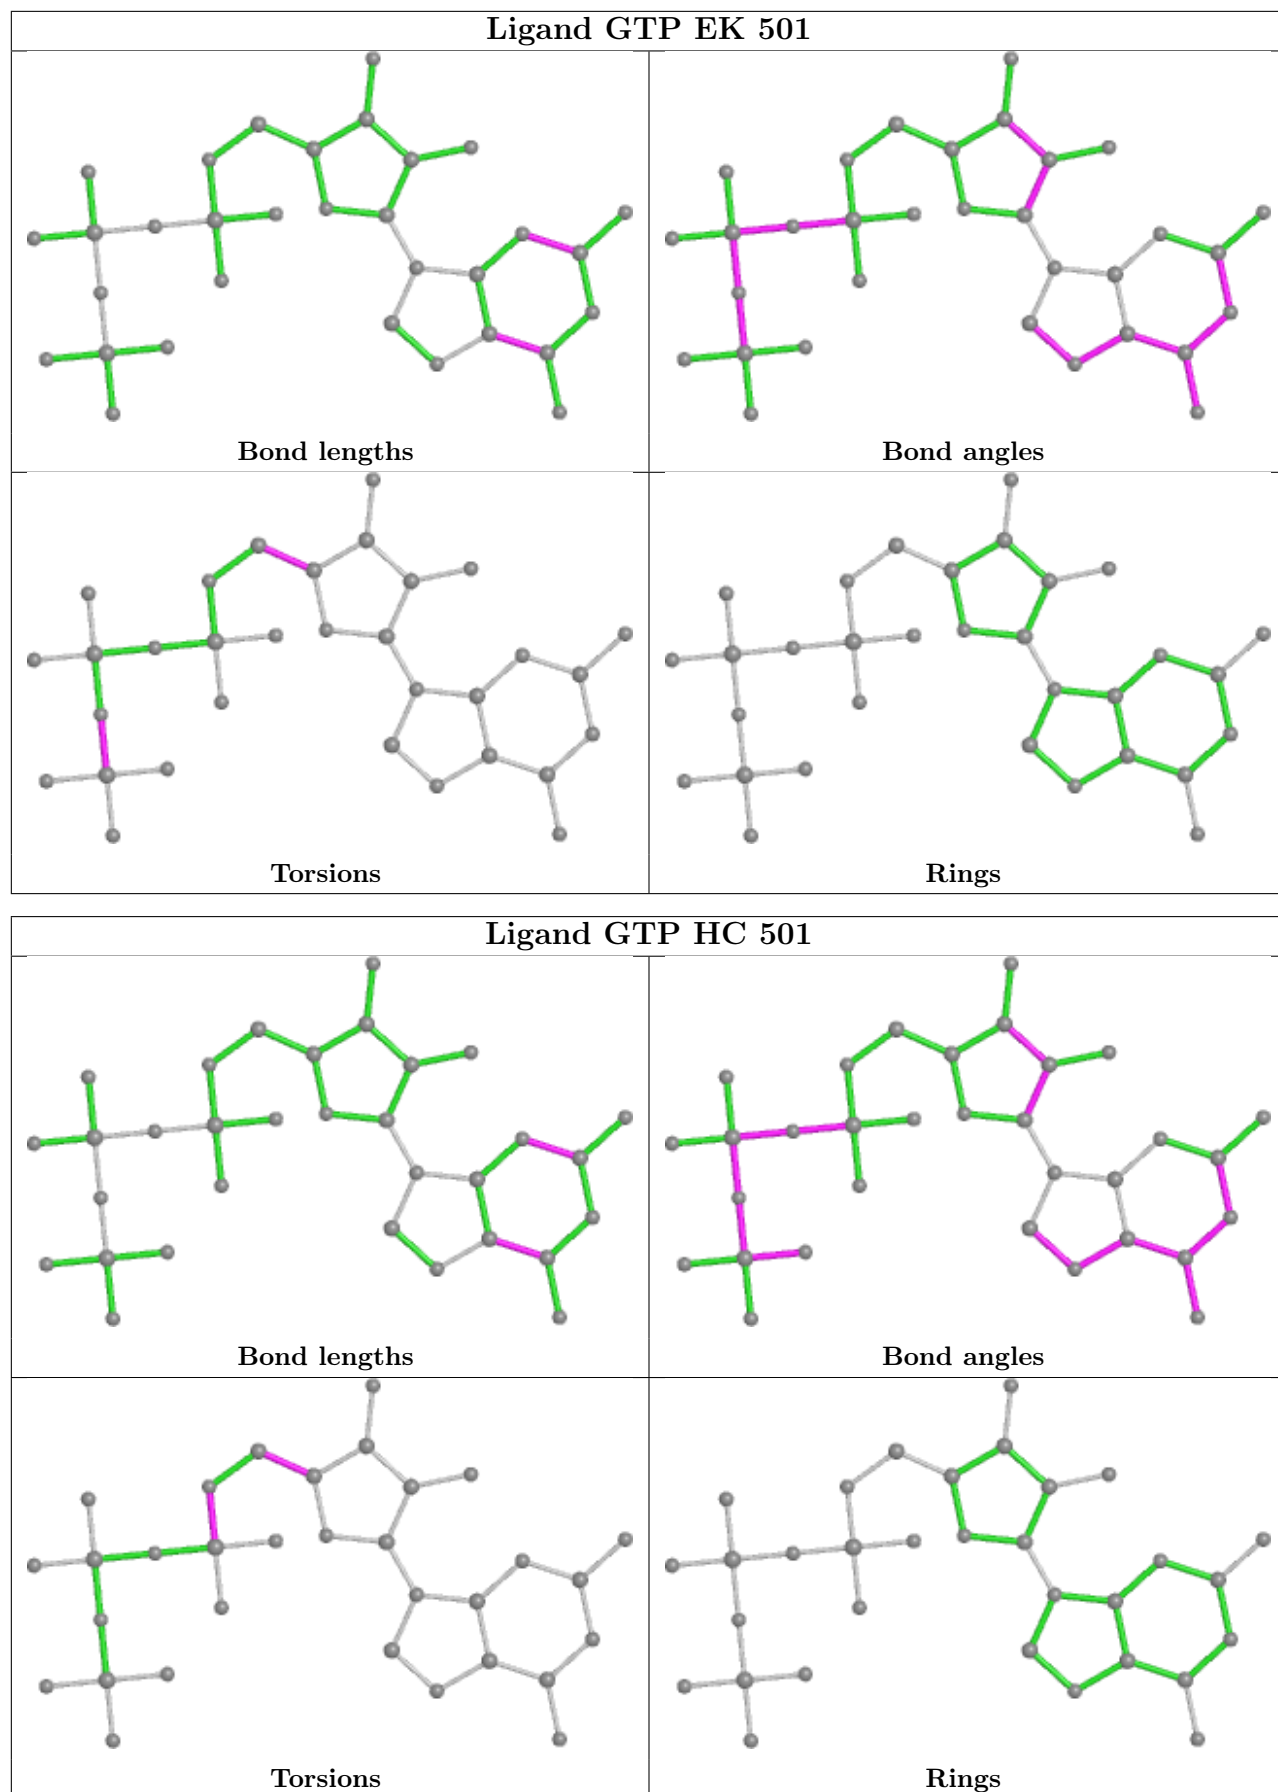 Ligand GTP EK 501
Bond lengths
Bond angles
Torsions
Rings
Ligand GTP HC 501
Bond lengths
Bond angles
Torsions
Rings